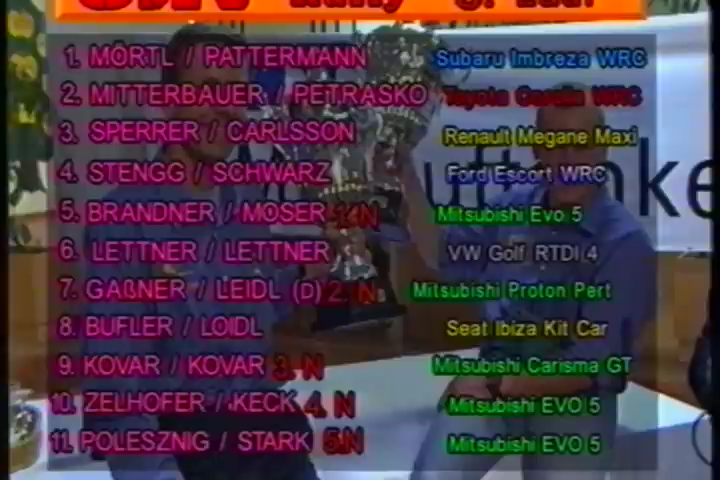 Rally
1. MÖRTL / PATTERMANN Subaru Imbreza WRC
2. MITTERBAUER / PETRASKO Toyota Corolla WRC
3. SPERRER / CARLSSON Renault Megane Maxi
4. STENGG / SCHWARZ Ford Escort WRC
5. BRANDNER / MOSER 1. N Mitsubishi Evo 5
6. LETTNER / LETTNER VW Golf RTDI 4
7. GAßNER / LEIDL (D) 2. N Mitsubishi Proton Pert
8. BUFLER / LOIDL Seat Ibiza Kit Car
9. KOVAR / KOVAR 3. N Mitsubishi Carisma GT
10. ZELHOFER / KECK 4. N Mitsubishi EVO 5
11. POLESZNIG / STARK 5.N Mitsubishi EVO 5